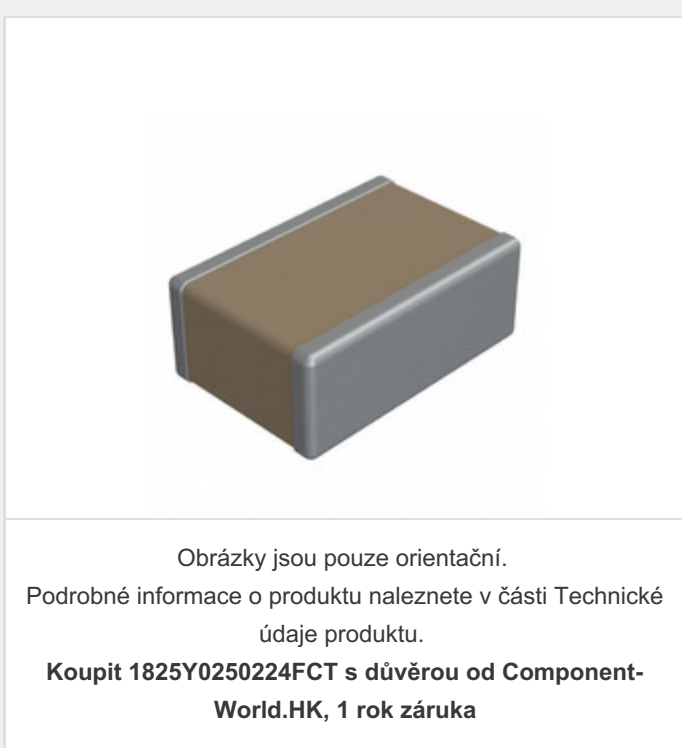 Obrázky jsou pouze orientační.
Podrobné informace o produktu naleznete v části Technické
údaje produktu.
Koupit 1825Y0250224FCT s důvěrou od Component-
World.HK, 1 rok záruka